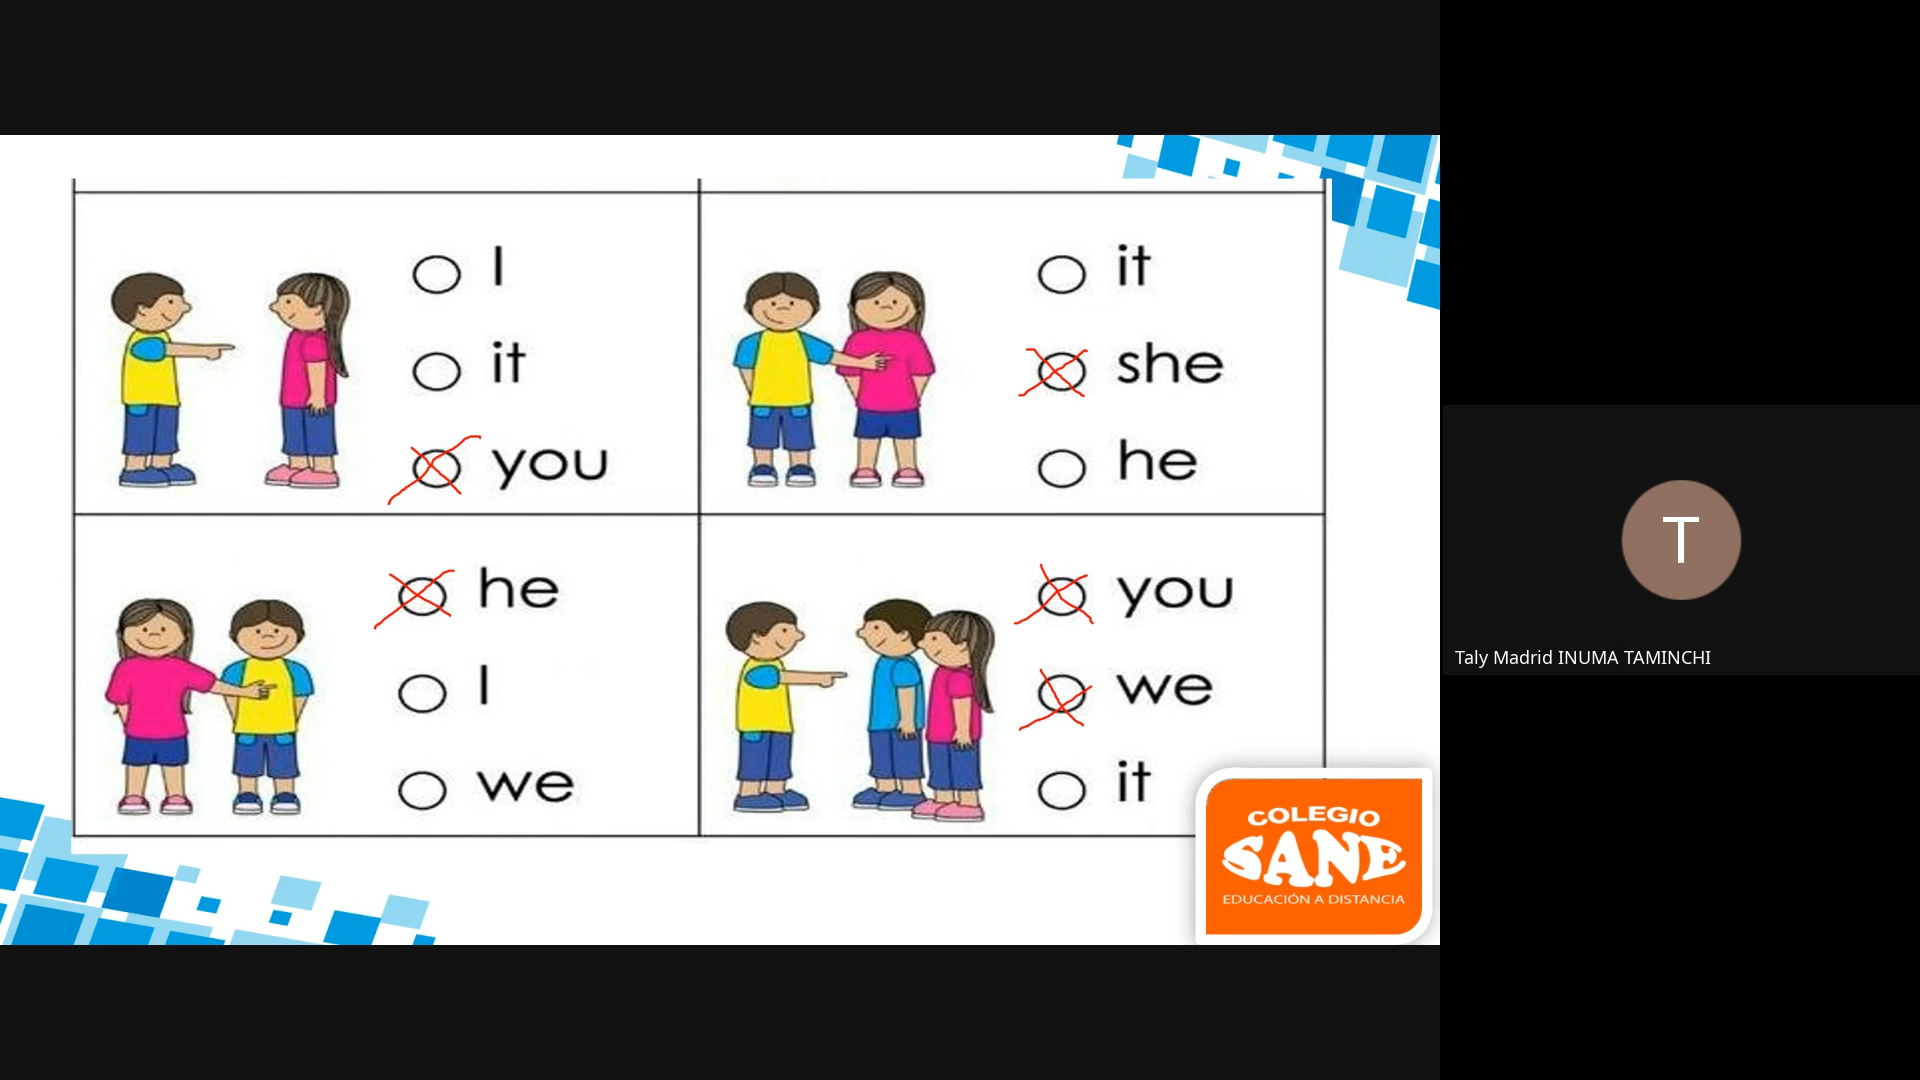 I
it
you
it
she
he
he
I
we
you
we
it
COLEGIO
SANE
EDUCACIÓN A DISTANCIA
T
Taly Madrid INUMA TAMINCHI